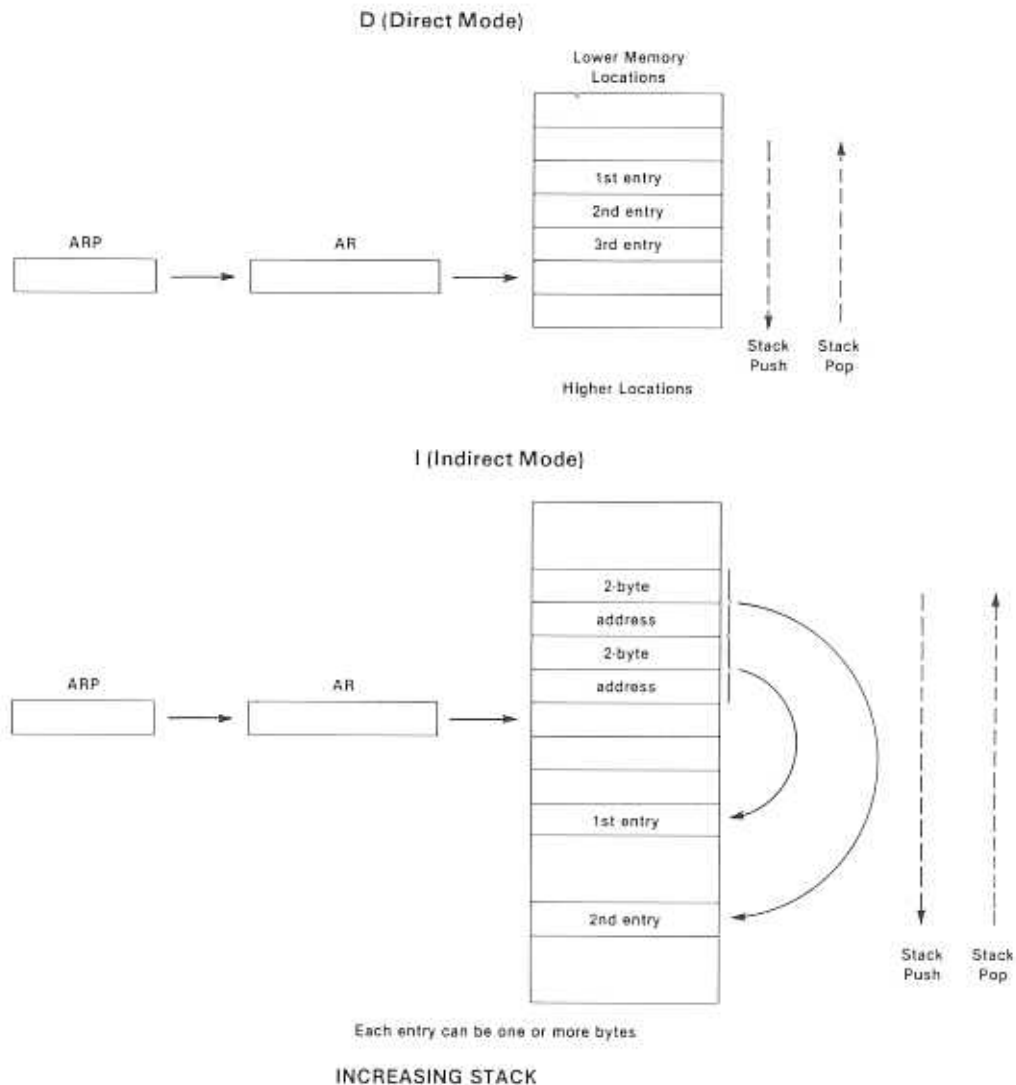 D (Direct Mode)
Lower Memory
Locations
1st entry
2nd entry
3rd entry
ARP
AR
Stack
Push
Stack
Pop
Higher Locations
I (Indirect Mode)
2-byte
address
2-byte
address
ARP
AR
1st entry
2nd entry
Stack
Push
Stack
Pop
Each entry can be one or more bytes
INCREASING STACK